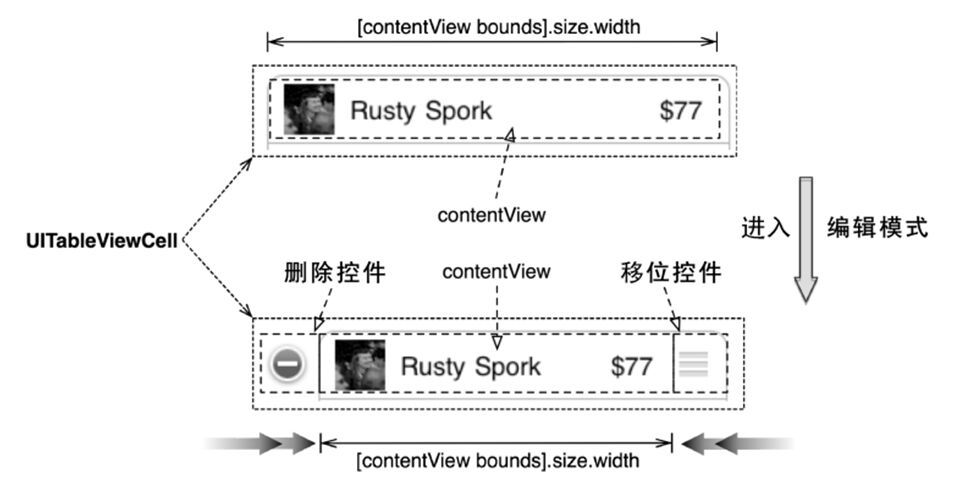 [contentView bounds].size.width
Rusty Spork $77
contentView
UITableViewCell
进入 编辑模式
删除控件 contentView 移位控件
Rusty Spork $77
[contentView bounds].size.width